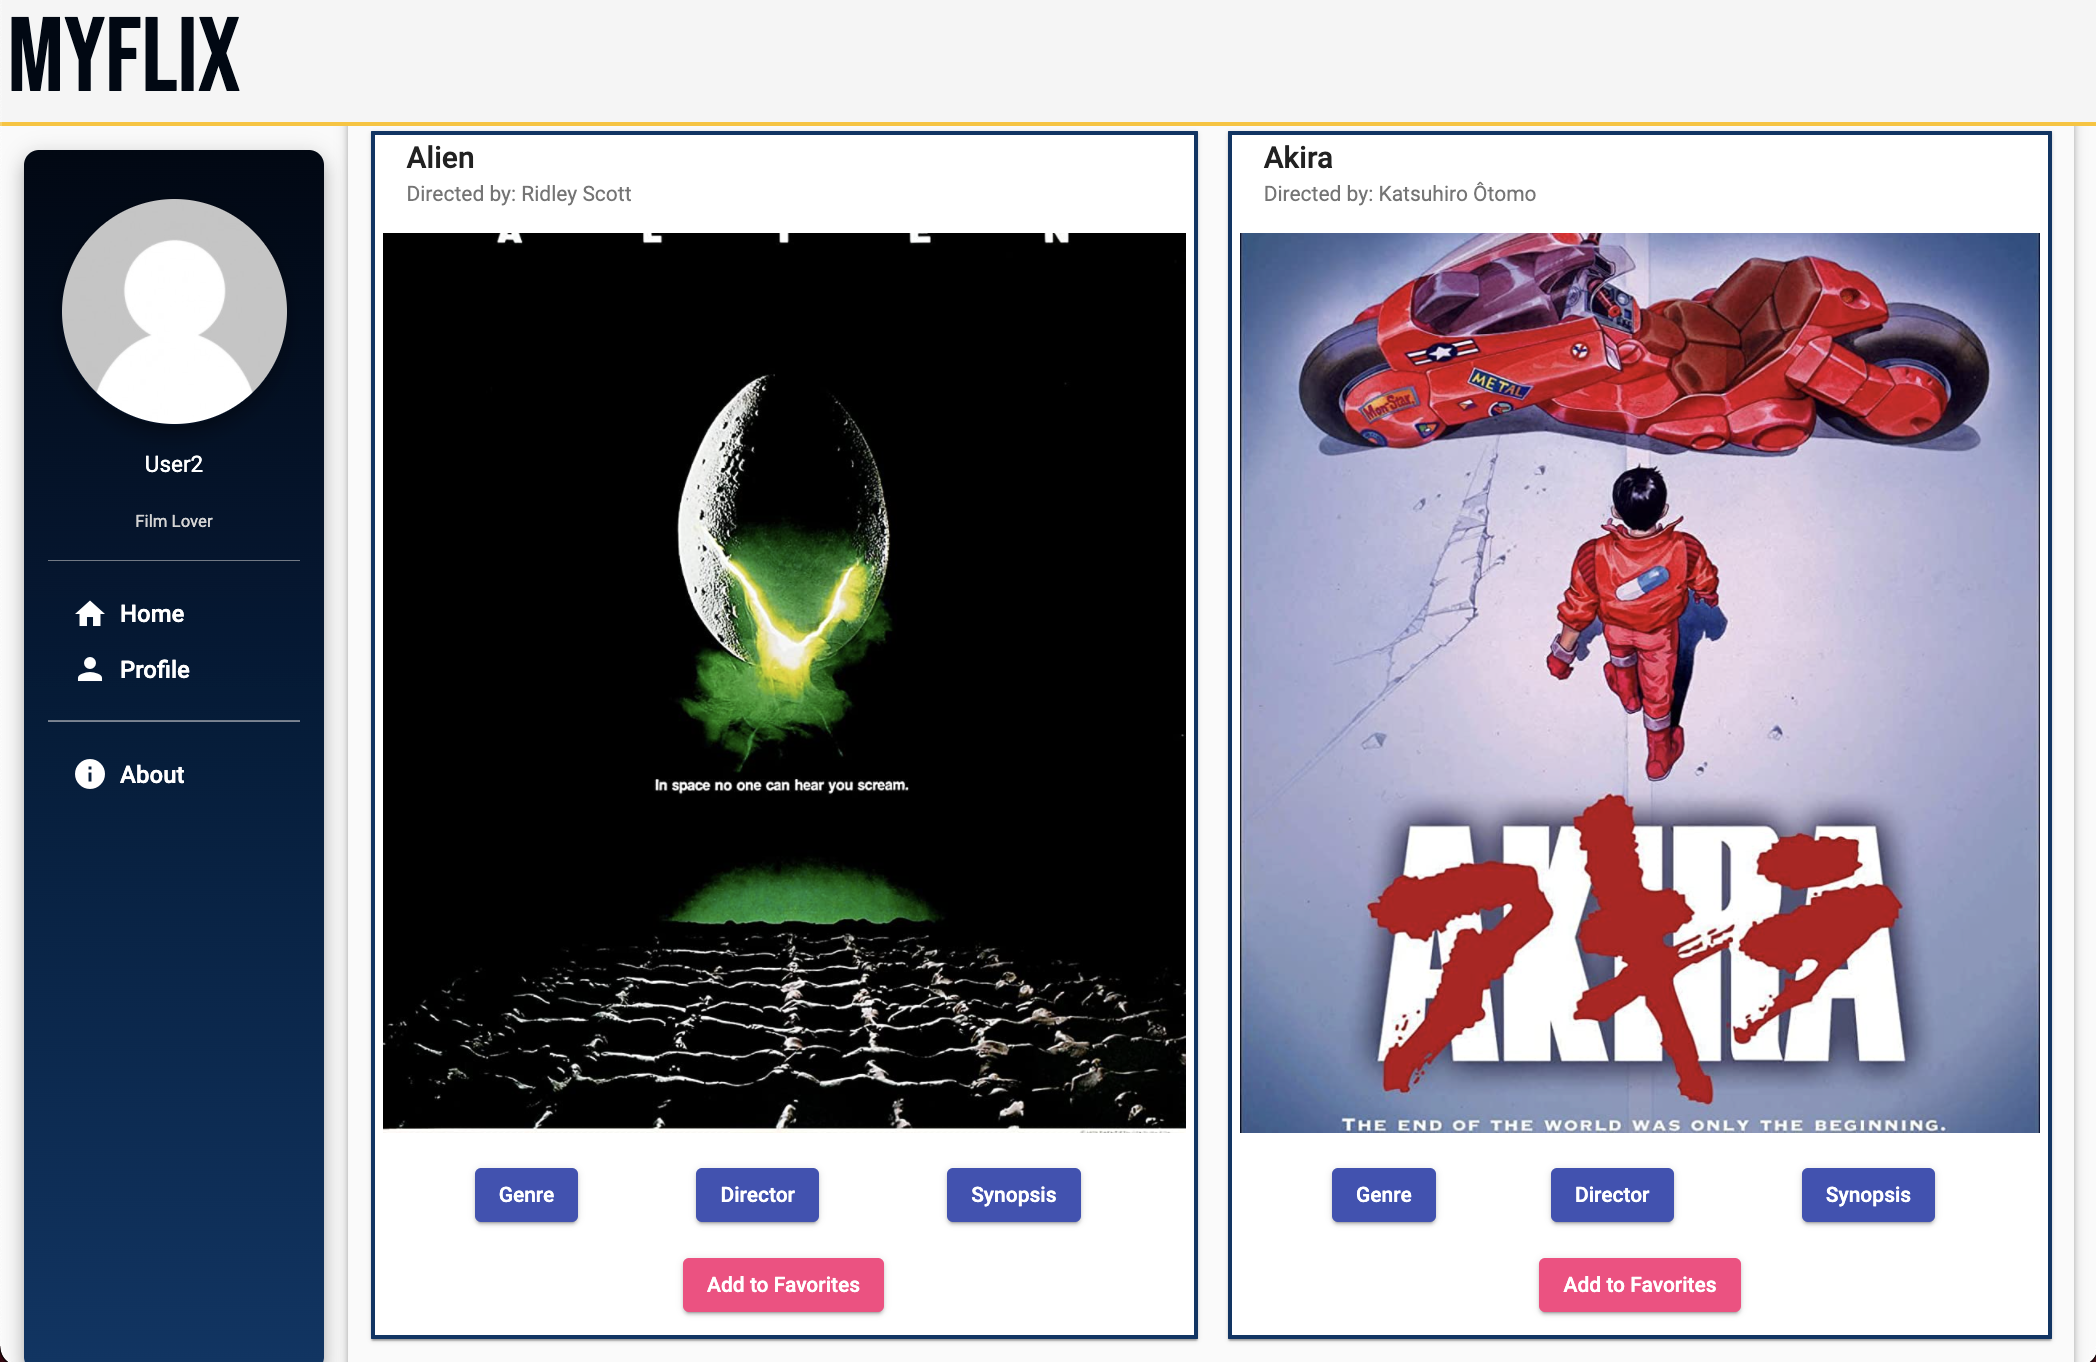 MYFLIX
User2
Film Lover
Home
Profile
About
Alien
Directed by: Ridley Scott
A L I E N
In space no one can hear you scream.
Genre Director Synopsis
Add to Favorites
Akira
Directed by: Katsuhiro Ôtomo
METAL
Mon Star.
AKIRA
アキラ
THE END OF THE WORLD WAS ONLY THE BEGINNING.
Genre Director Synopsis
Add to Favorites